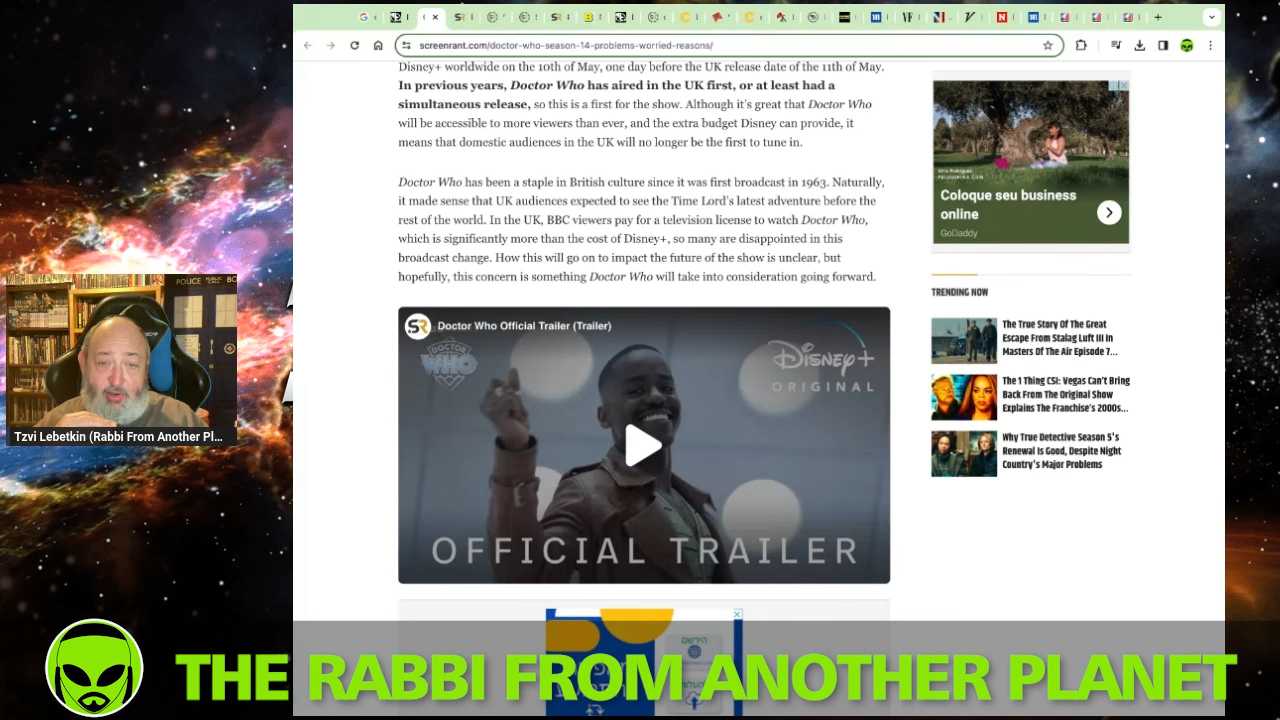 screenrant.com/doctor-who-season-14-problems-worried-reasons/
Disney+ worldwide on the 10th of May, one day before the UK release date of the 11th of May.
In previous years, Doctor Who has aired in the UK first, or at least had a
simultaneous release, so this is a first for the show. Although it's great that Doctor Who
will be accessible to more viewers than ever, and the extra budget Disney can provide, it
means that domestic audiences in the UK will no longer be the first to tune in.
Doctor Who has been a staple in British culture since it was first broadcast in 1963. Naturally,
it made sense that UK audiences expected to see the Time Lord's latest adventure before the
rest of the world. In the UK, BBC viewers pay for a television license to watch Doctor Who,
which is significantly more than the cost of Disney+, so many are disappointed in this
broadcast change. How this will go on to impact the future of the show is unclear, but
hopefully, this concern is something Doctor Who will take into consideration going forward.
SR
Doctor Who Official Trailer (Trailer)
DOCTOR
WHO
Disney+
ORIGINAL
OFFICIAL TRAILER
Coloque seu business
online
GoDaddy
TRENDING NOW
The True Story Of The Great
Escape From Stalag Luft III In
Masters Of The Air Episode 7...
The 1 Thing CSI: Vegas Can't Bring
Back From The Original Show
Explains The Franchise's 2000s...
Why True Detective Season 5's
Renewal Is Good, Despite Night
Country's Major Problems
POLICE
PUBLIC
CALL
BO
Tzvi Lebetkin (Rabbi From Another Pl...
THE RABBI FROM ANOTHER PLANET